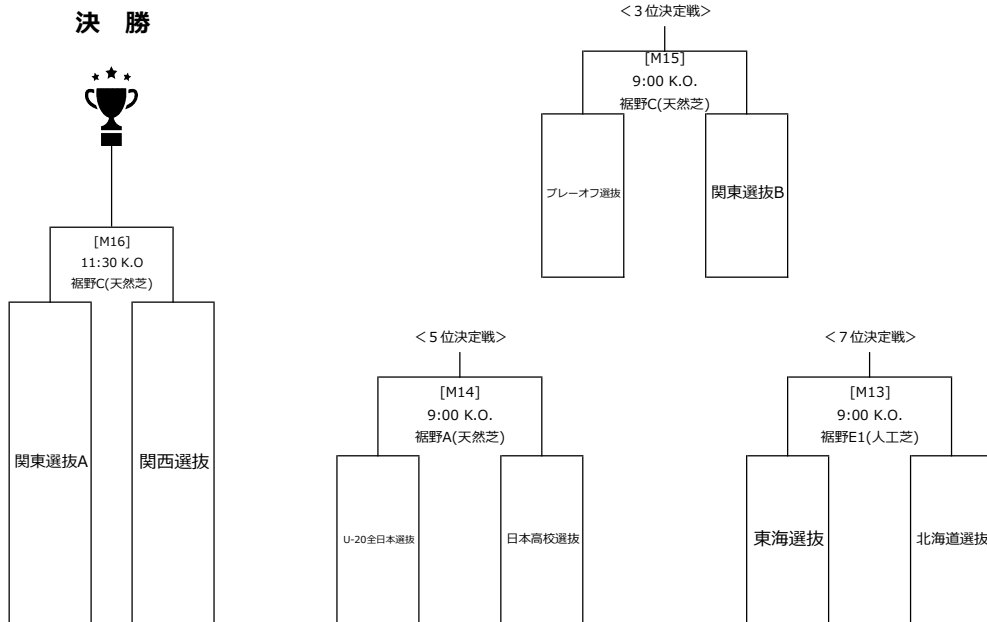 決 勝
[M16]
11:30 K.O
裾野C(天然芝)
関東選抜A
関西選抜
＜３位決定戦＞
[M15]
9:00 K.O.
裾野C(天然芝)
プレーオフ選抜
関東選抜B
＜５位決定戦＞
[M14]
9:00 K.O.
裾野A(天然芝)
U-20全日本選抜
日本高校選抜
＜７位決定戦＞
[M13]
9:00 K.O.
裾野E1(人工芝)
東海選抜
北海道選抜